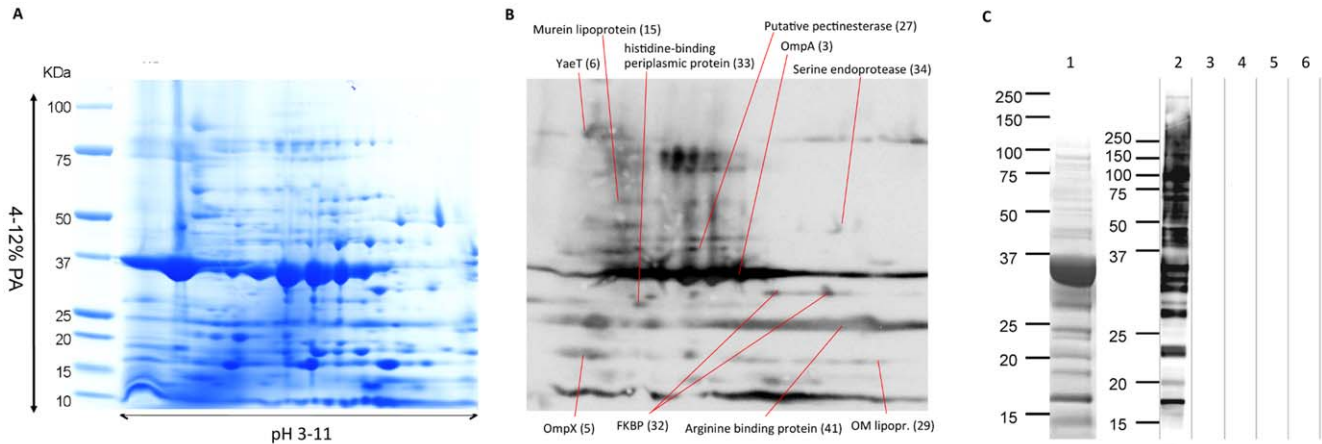 A
KDa
100
75
50
37
25
20
15
10
4-12% PA
pH 3-11
B
Murein lipoprotein (15)
YaeT (6)
histidine-binding
periplasmic protein (33)
Putative pectinesterase (27)
OmpA (3)
Serine endoprotease (34)
OmpX (5)
FKBP (32)
Arginine binding protein (41)
OM lipopr. (29)
C
1 2 3 4 5 6
250
150
100
75
50
37
25
20
15
250
150
100
75
50
37
25
20
15